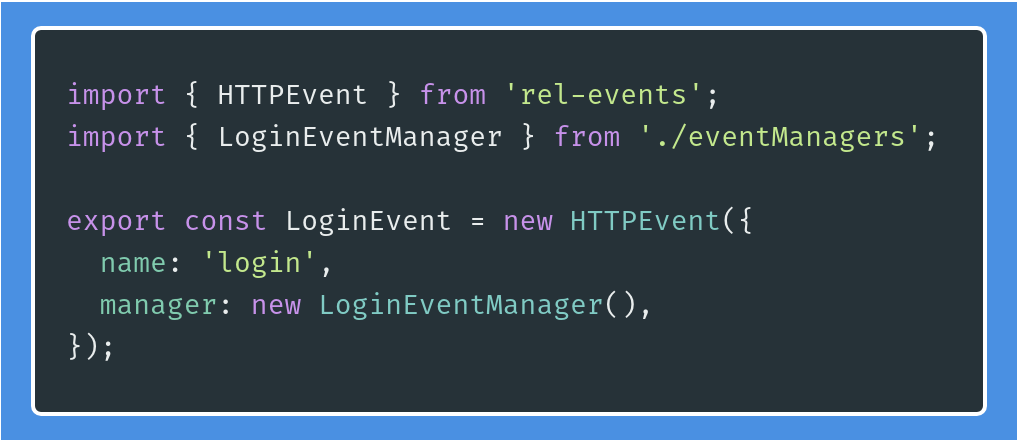 import { HTTPEvent } from 'rel-events';
import { LoginEventManager } from './eventManagers';

export const LoginEvent = new HTTPEvent({
  name: 'login',
  manager: new LoginEventManager(),
});